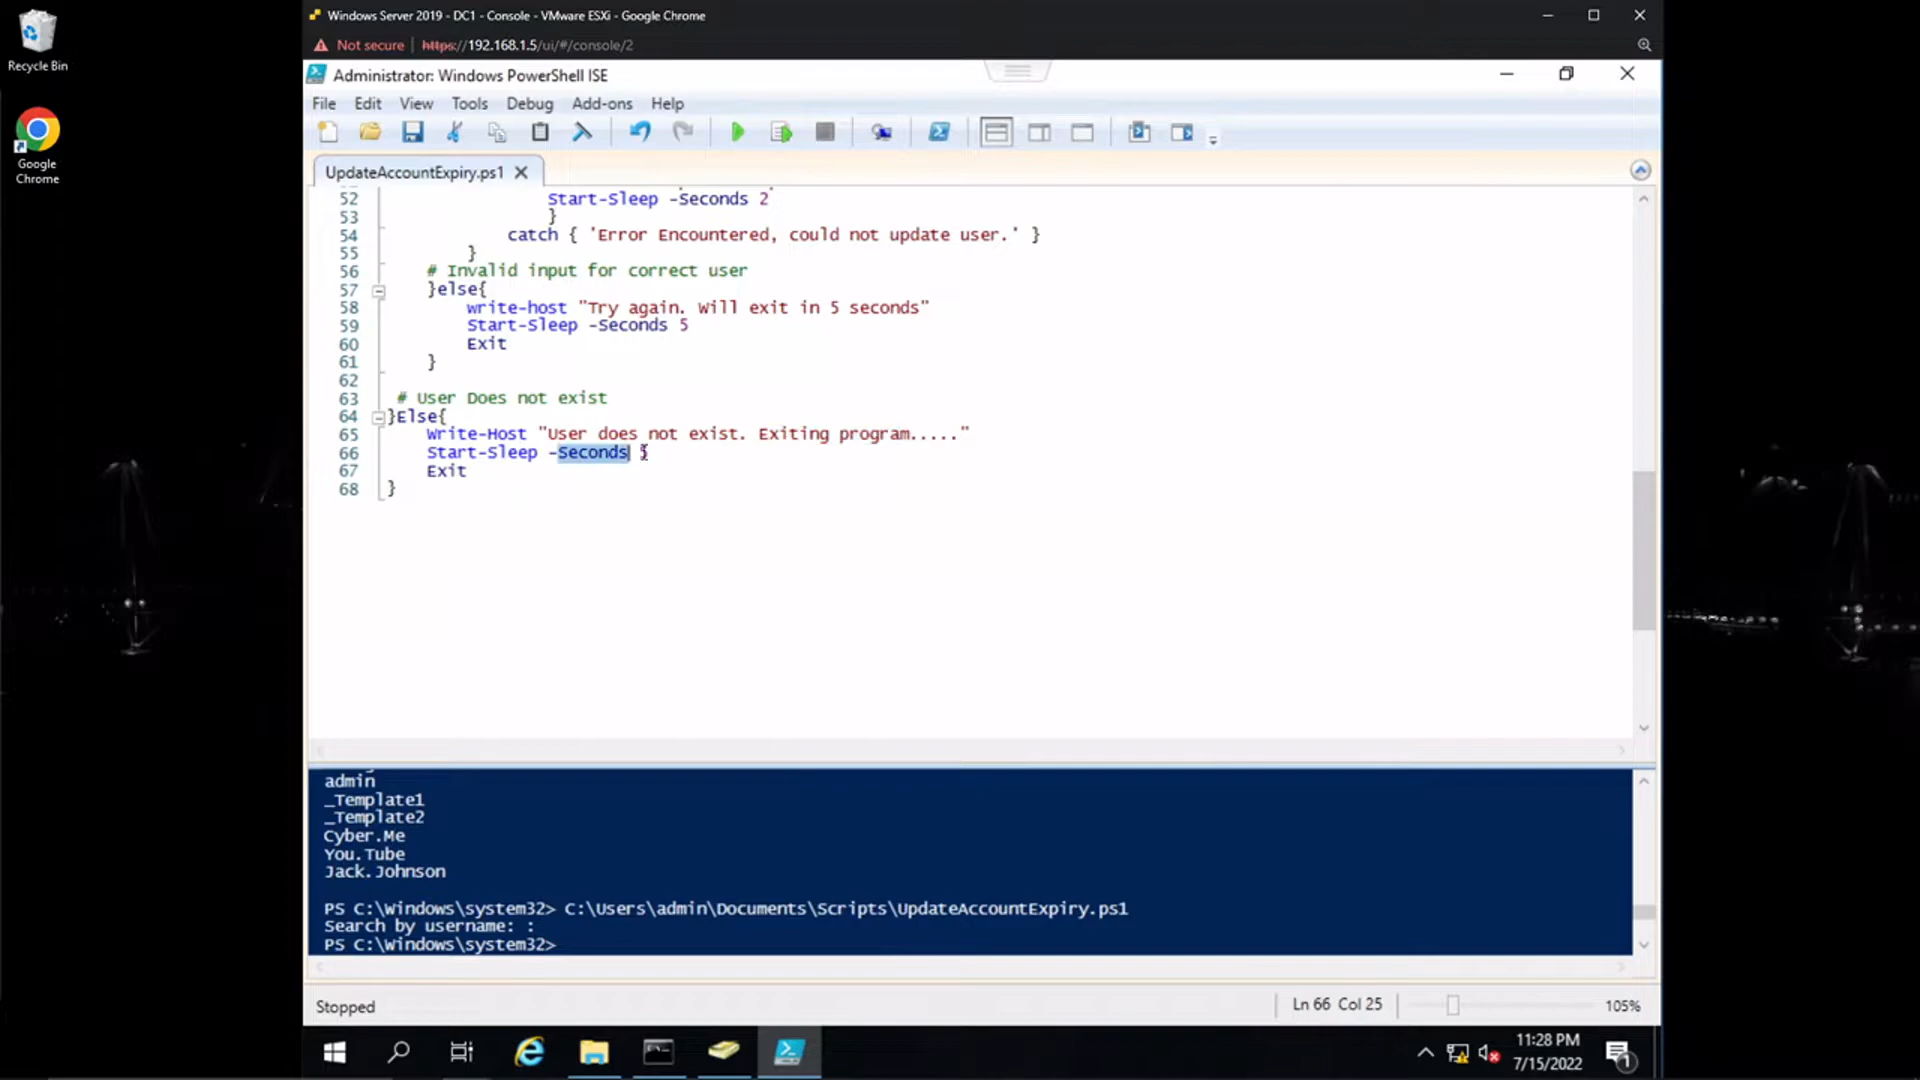 Windows Server 2019 - DC1 - Console - VMware ESXi - Google Chrome
Not secure | https://192.168.1.5/ui/#/console/2
Recycle Bin
Google
Chrome
Administrator: Windows PowerShell ISE
File Edit View Tools Debug Add-ons Help
UpdateAccountExpiry.ps1
52 Start-Sleep -Seconds 2
53 }
54 catch { 'Error Encountered, could not update user.' }
55 }
56 # Invalid input for correct user
57 }else{
58 write-host "Try again. Will exit in 5 seconds"
59 Start-Sleep -Seconds 5
60 Exit
61 }
62
63 # User Does not exist
64 }Else{
65 Write-Host "User does not exist. Exiting program....."
66 Start-Sleep -Seconds
67 Exit
68 }
admin
_Template1
_Template2
Cyber.Me
You.Tube
Jack.Johnson
PS C:\Windows\system32> C:\Users\admin\Documents\Scripts\UpdateAccountExpiry.ps1
Search by username: :
PS C:\Windows\system32>
Stopped
Ln 66 Col 25
105%
11:28 PM
7/15/2022
1